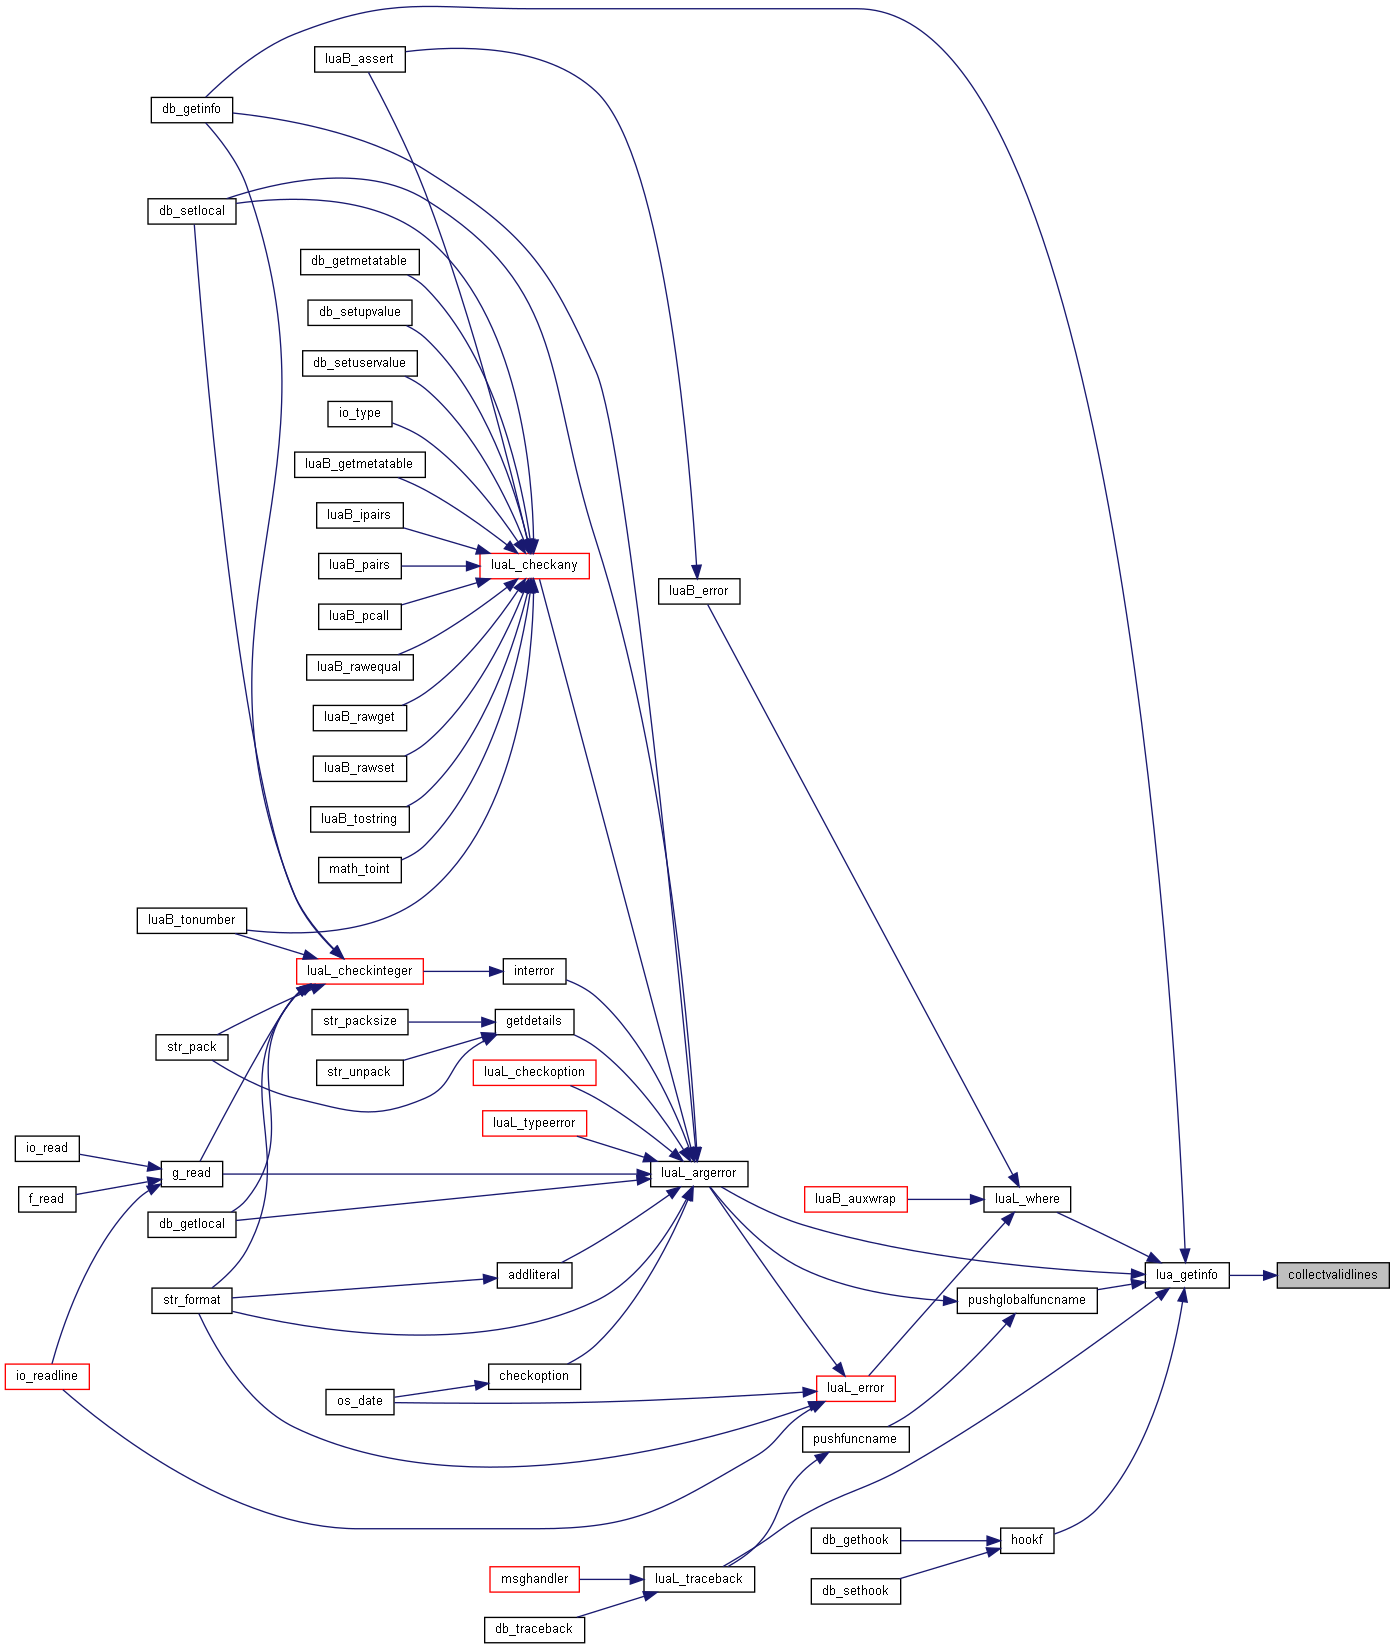 luaB_assert
db_getinfo
db_setlocal
db_getmetatable
db_setupvalue
db_setuservalue
io_type
luaB_getmetatable
luaB_ipairs
luaL_checkany
luaB_pairs
luaB_error
luaB_pcall
luaB_rawequal
luaB_rawget
luaB_rawset
luaB_tostring
math_toint
luaB_tonumber
luaL_checkinteger
interror
str_packsize
getdetails
str_pack
str_unpack
luaL_checkoption
luaL_typeerror
io_read
g_read
luaL_argerror
f_read
luaB_auxwrap
luaL_where
db_getlocal
addliteral
lua_getinfo
collectvalidlines
str_format
pushglobalfuncname
io_readline
checkoption
luaL_error
os_date
pushfuncname
db_gethook
hookf
msghandler
luaL_traceback
db_sethook
db_traceback